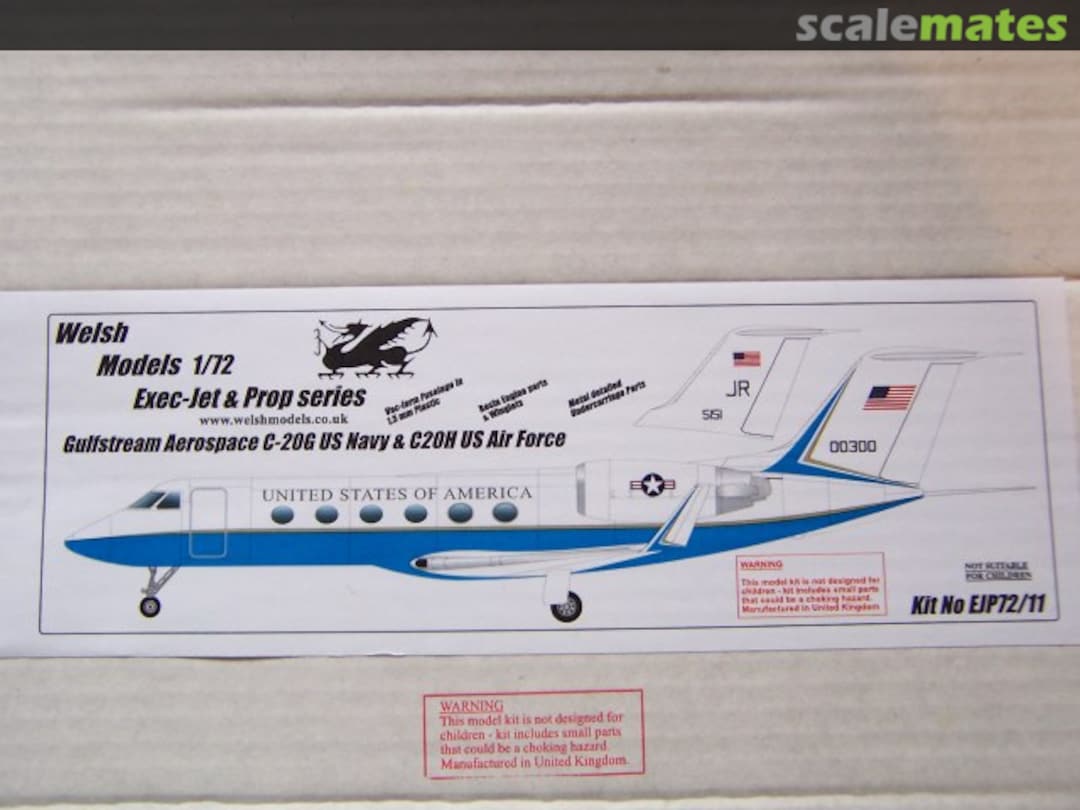 scalemates
Welsh
Models 1/72
Exec-Jet & Prop series
www.welshmodels.co.uk
Vac-form Fuselage in
1.5 mm Plastic
Resin Engine parts
& Winglets
Metal detailed
Undercarriage Parts
Gulfstream Aerospace C-20G US Navy & C20H US Air Force
JR
5151
00300
UNITED STATES OF AMERICA
WARNING
This model kit is not designed for
children - kit includes small parts
that could be a choking hazard.
Manufactured in United Kingdom
NOT SUITABLE
FOR CHILDREN
Kit No EJP72/11
WARNING
This model kit is not designed for
children - kit includes small parts
that could be a choking hazard.
Manufactured in United Kingdom.